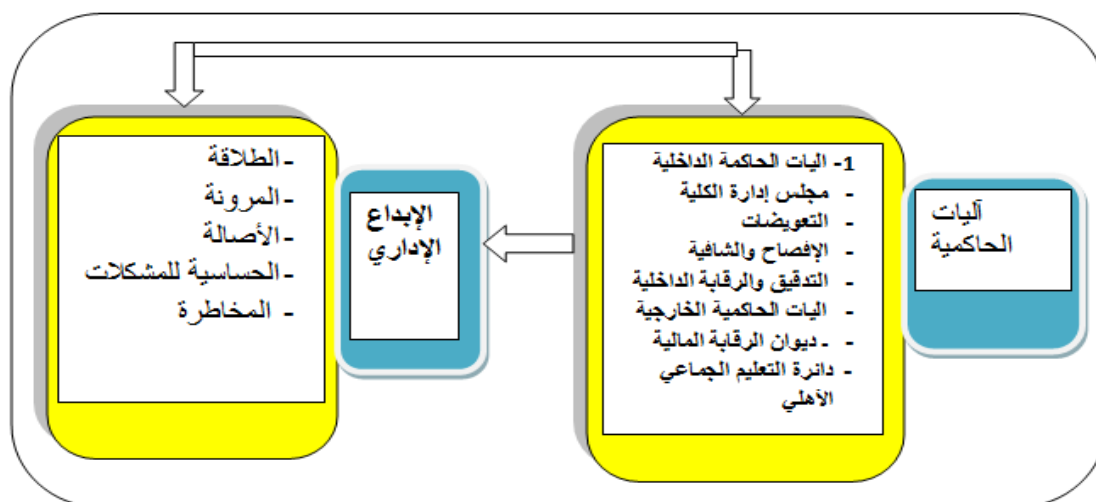 آليات
الحاكمية
1- اليات الحاكمة الداخلية
- مجلس إدارة الكلية
- التعويضات
- الإفصاح والشافية
- التدقيق والرقابة الداخلية
- اليات الحاكمية الخارجية
- - ديوان الرقابة المالية
- دائرة التعليم الجماعي
الأهلي
الإبداع
الإداري
- الطلاقة
- المرونة
- الأصالة
- الحساسية للمشكلات
- المخاطرة